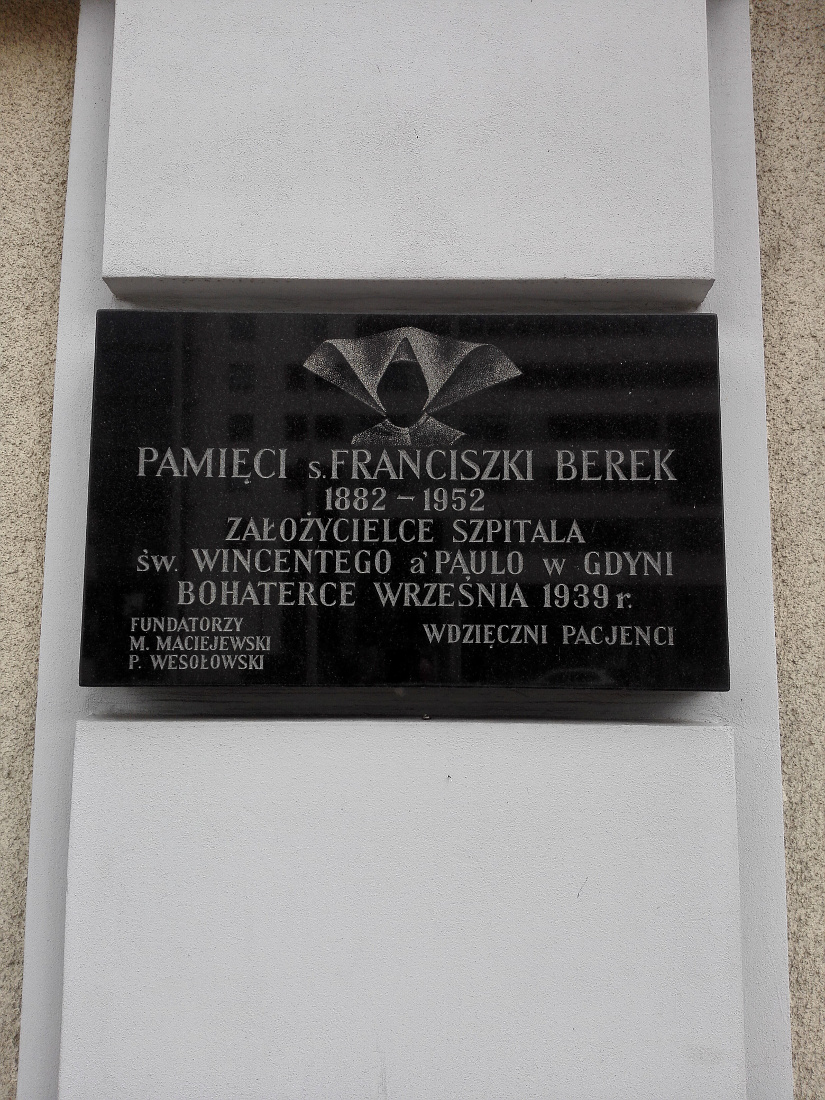 PAMIĘCI s. FRANCISZKI BEREK
1882 – 1952
ZAŁOŻYCIELCE SZPITALA
św. WINCENTEGO a' PAULO w GDYNI
BOHATERCE WRZEŚNIA 1939 r.
FUNDATORZY
M. MACIEJEWSKI
P. WESOŁOWSKI
WDZIĘCZNI PACJENCI